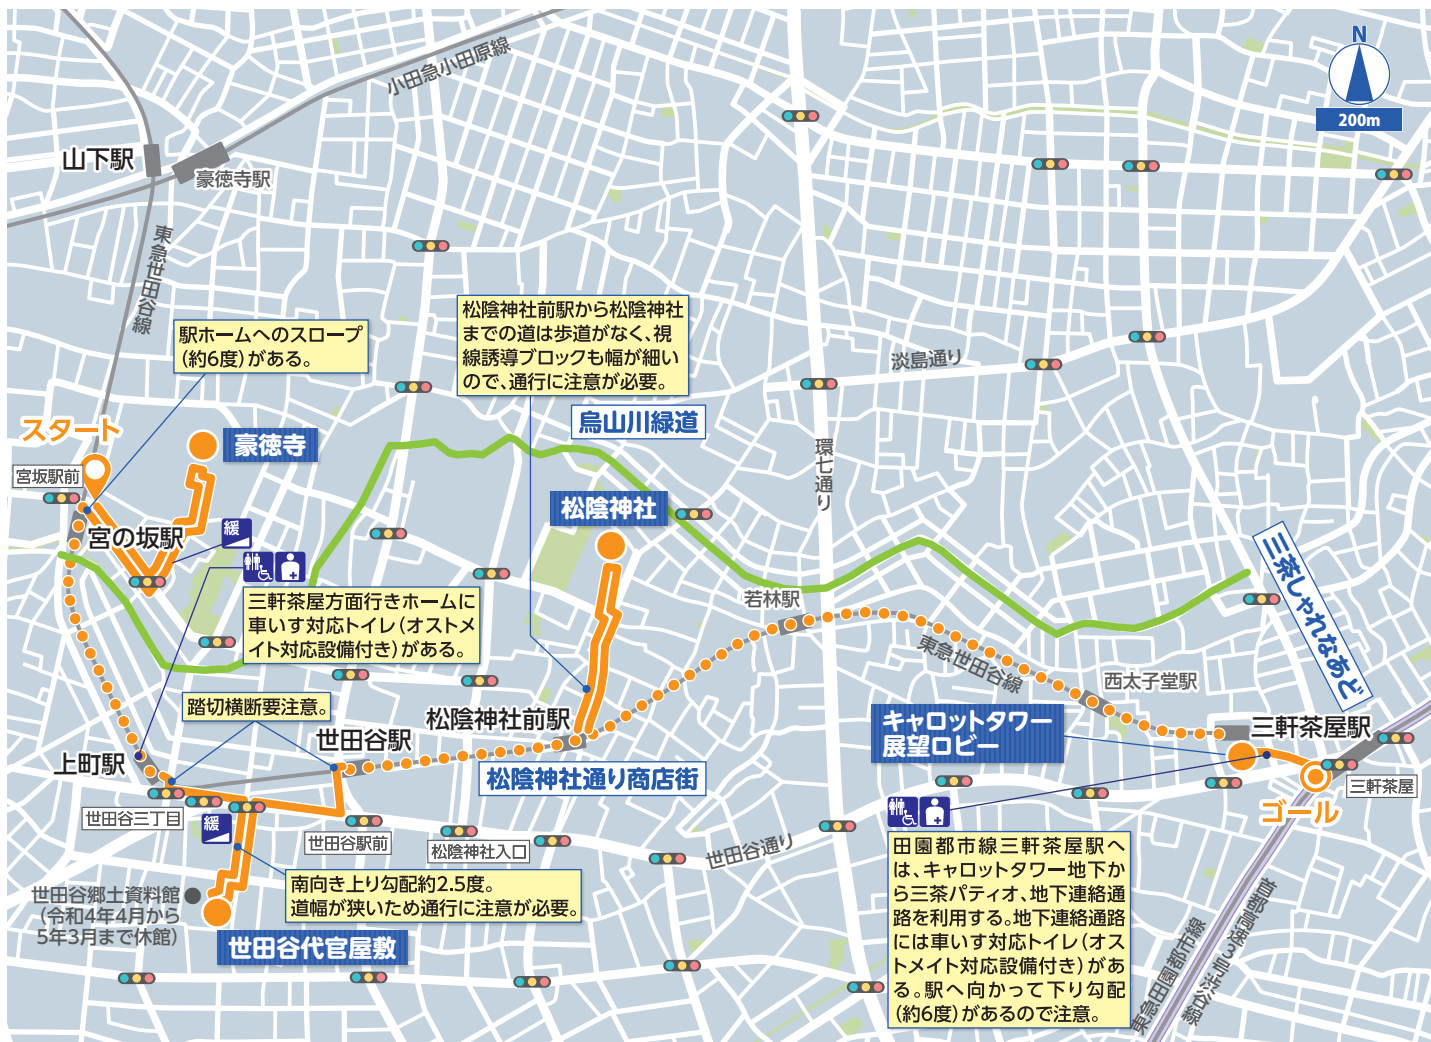 N
200m
小田急小田原線
山下駅
豪徳寺駅
東急世田谷線
駅ホームへのスロープ
(約6度)がある。
松陰神社前駅から松陰神社
までの道は歩道がなく、視
線誘導ブロックも幅が細い
ので、通行に注意が必要。
淡島通り
烏山川緑道
スタート
豪徳寺
宮坂駅前
環七通り
松陰神社
宮の坂駅
緩
三茶しゃれなあど
三軒茶屋方面行きホームに
車いす対応トイレ(オストメ
イト対応設備付き)がある。
若林駅
東急世田谷線
西太子堂駅
踏切横断要注意。
松陰神社前駅
世田谷駅
キャロットタワー
展望ロビー
三軒茶屋駅
上町駅
松陰神社通り商店街
三軒茶屋
ゴール
世田谷三丁目
緩
世田谷駅前
松陰神社入口
世田谷通り
田園都市線三軒茶屋駅へ
は、キャロットタワー地下か
ら三茶パティオ、地下連絡通
路を利用する。地下連絡通路
には車いす対応トイレ(オス
トメイト対応設備付き)があ
る。駅へ向かって下り勾配
(約6度)があるので注意。
南向き上り勾配約2.5度。
道幅が狭いため通行に注意が必要。
世田谷郷土資料館
(令和4年4月から
5年3月まで休館)
世田谷代官屋敷
東急田園都市線
首都高速3号渋谷線